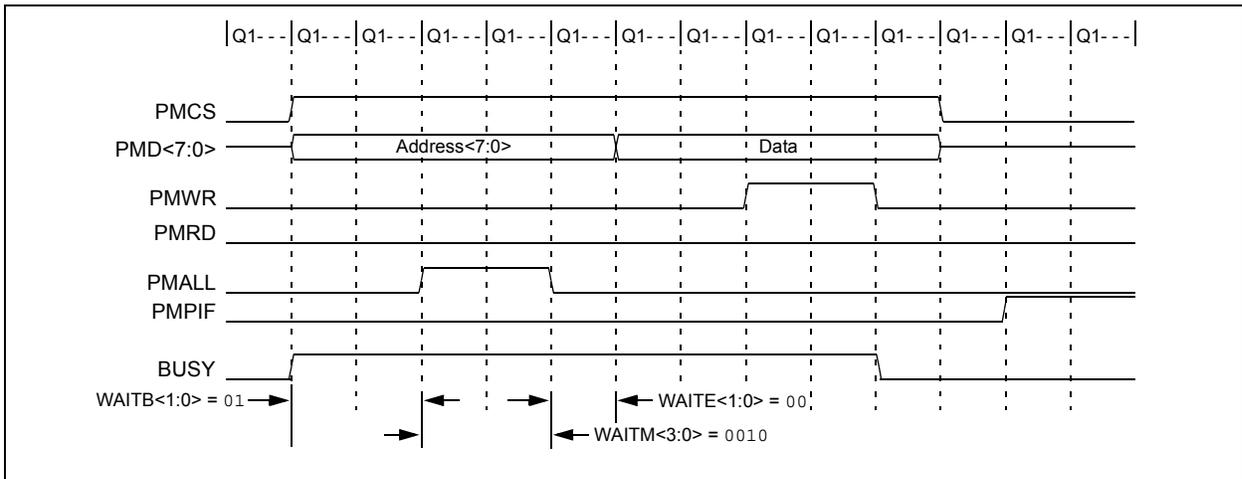 Q1--- Q1--- Q1--- Q1--- Q1--- Q1--- Q1--- Q1--- Q1--- Q1--- Q1--- Q1--- Q1--- Q1---
PMCS
PMD<7:0> Address<7:0> Data
PMWR
PMRD
PMALL
PMPIF
BUSY
WAITB<1:0> = 01 WAITE<1:0> = 00
WAITM<3:0> = 0010